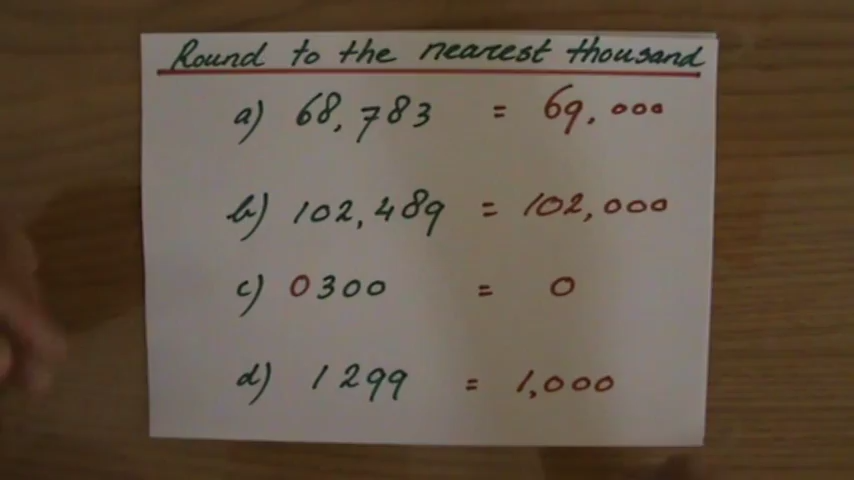 Round to the nearest thousand
a) 68,783 = 69,000
b) 102,489 = 102,000
c) 0300 = 0
d) 1299 = 1,000